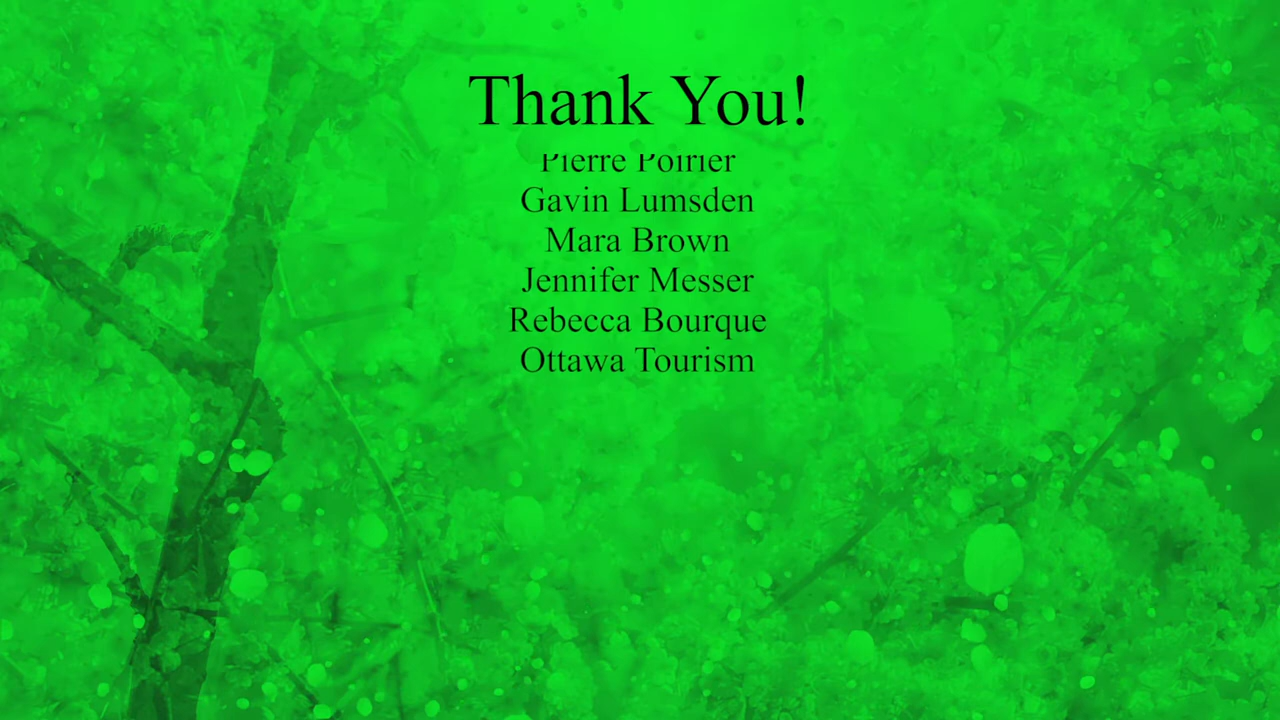 Thank You!
Pierre Poirier
Gavin Lumsden
Mara Brown
Jennifer Messer
Rebecca Bourque
Ottawa Tourism